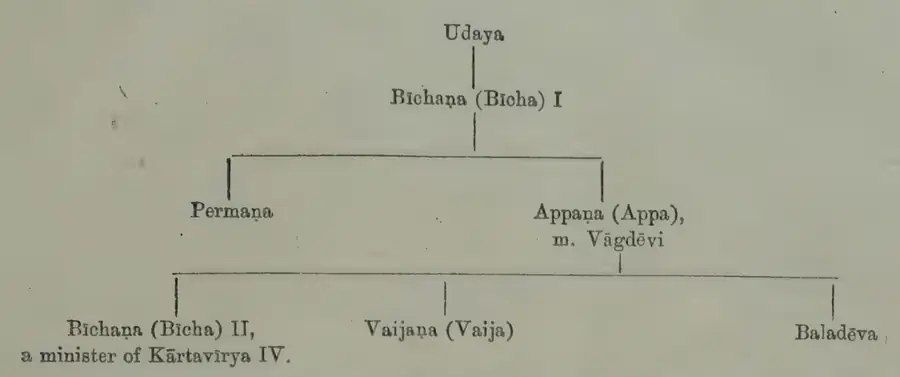 Udaya
Bīchaṇa (Bīcha) I
Permaṇa
Appaṇa (Appa),
m. Vāgdēvi
Bīchaṇa (Bīcha) II,
a minister of Kārtavīrya IV.
Vaijaṇa (Vaija)
Baladēva